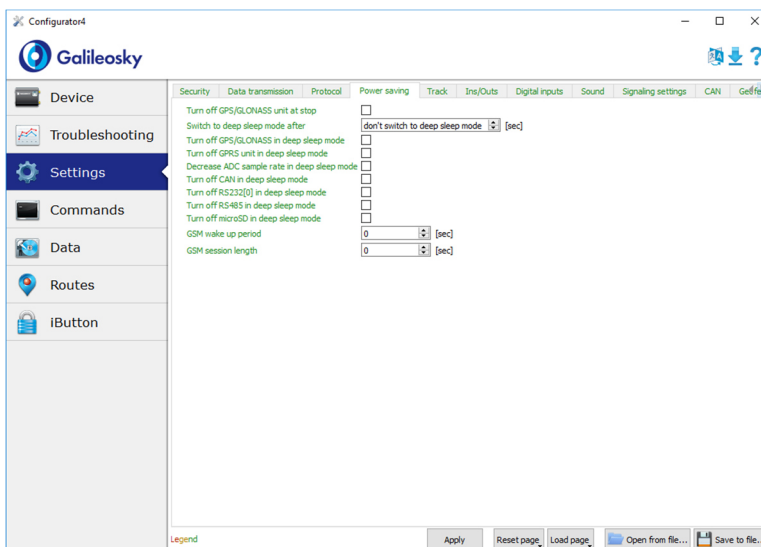 Configurator4
Galileosky
Device
Troubleshooting
Settings
Commands
Data
Routes
iButton
Security Data transmission Protocol Power saving Track Ins/Outs Digital inputs Sound Signaling settings CAN
Turn off GPS/GLONASS unit at stop
Switch to deep sleep mode after don't switch to deep sleep mode [sec]
Turn off GPS/GLONASS in deep sleep mode
Turn off GPRS unit in deep sleep mode
Decrease ADC sample rate in deep sleep mode
Turn off CAN in deep sleep mode
Turn off RS232[0] in deep sleep mode
Turn off RS485 in deep sleep mode
Turn off microSD in deep sleep mode
GSM wake up period 0 [sec]
GSM session length 0 [sec]
Legend Apply Reset page Load page Open from file... Save to file..